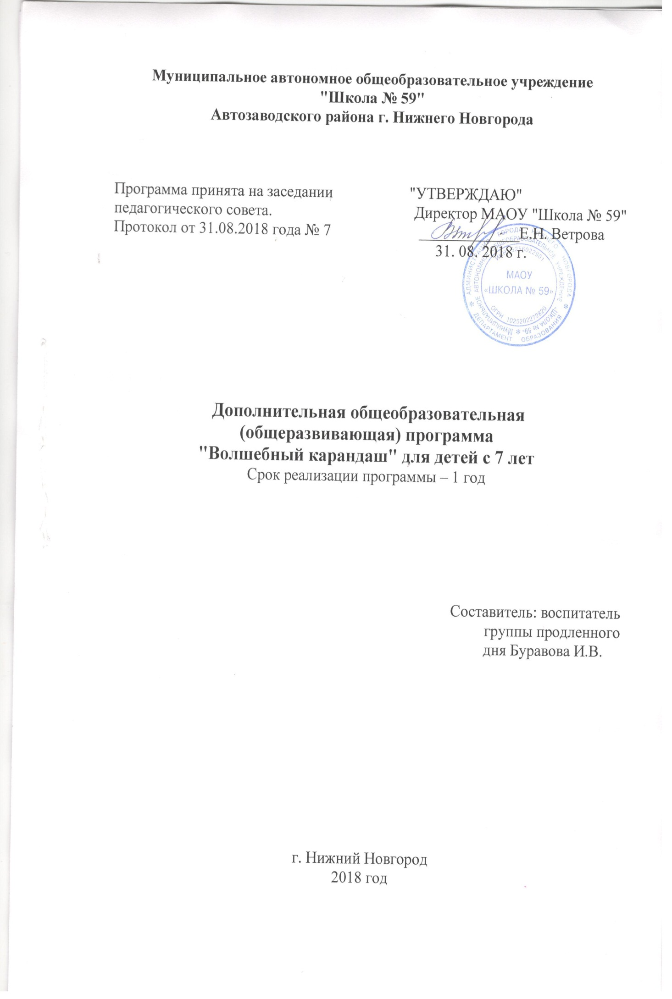 Муниципальное автономное общеобразовательное учреждение
"Школа № 59"
Автозаводского района г. Нижнего Новгорода
Программа принята на заседании
педагогического совета.
Протокол от 31.08.2018 года № 7
"УТВЕРЖДАЮ"
Директор МАОУ "Школа № 59"
Е.Н. Ветрова
31. 08. 2018 г.
АДМИНИСТРАЦИЯ ГОРОДА НИЖНЕГО НОВГОРОДА
ДЕПАРТАМЕНТ ОБРАЗОВАНИЯ
МУНИЦИПАЛЬНОЕ АВТОНОМНОЕ ОБЩЕОБРАЗОВАТЕЛЬНОЕ УЧРЕЖДЕНИЕ „ШКОЛА № 59"
ИНН 5256022901
МАОУ
«ШКОЛА № 59»
ОГРН 1025202272820
Дополнительная общеобразовательная
(общеразвивающая) программа
"Волшебный карандаш" для детей с 7 лет
Срок реализации программы – 1 год
Составитель: воспитатель
группы продленного
дня Буравова И.В.
г. Нижний Новгород
2018 год